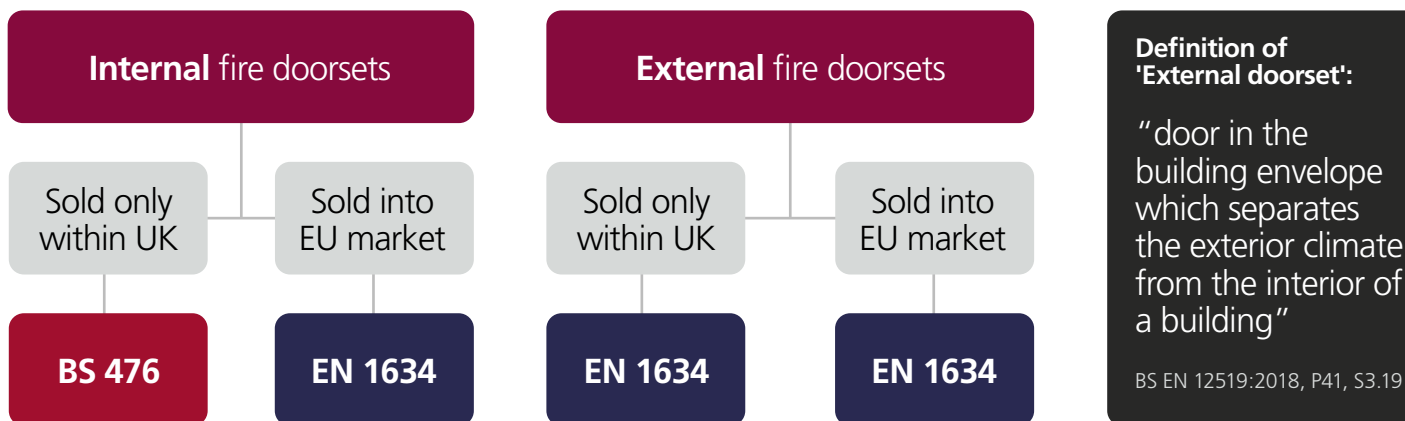 Internal fire doorsets
Sold only
within UK
Sold into
EU market
BS 476
EN 1634
External fire doorsets
Sold only
within UK
Sold into
EU market
EN 1634
EN 1634
Definition of
'External doorset':
“door in the
building envelope
which separates
the exterior climate
from the interior of
a building”
BS EN 12519:2018, P41, S3.19